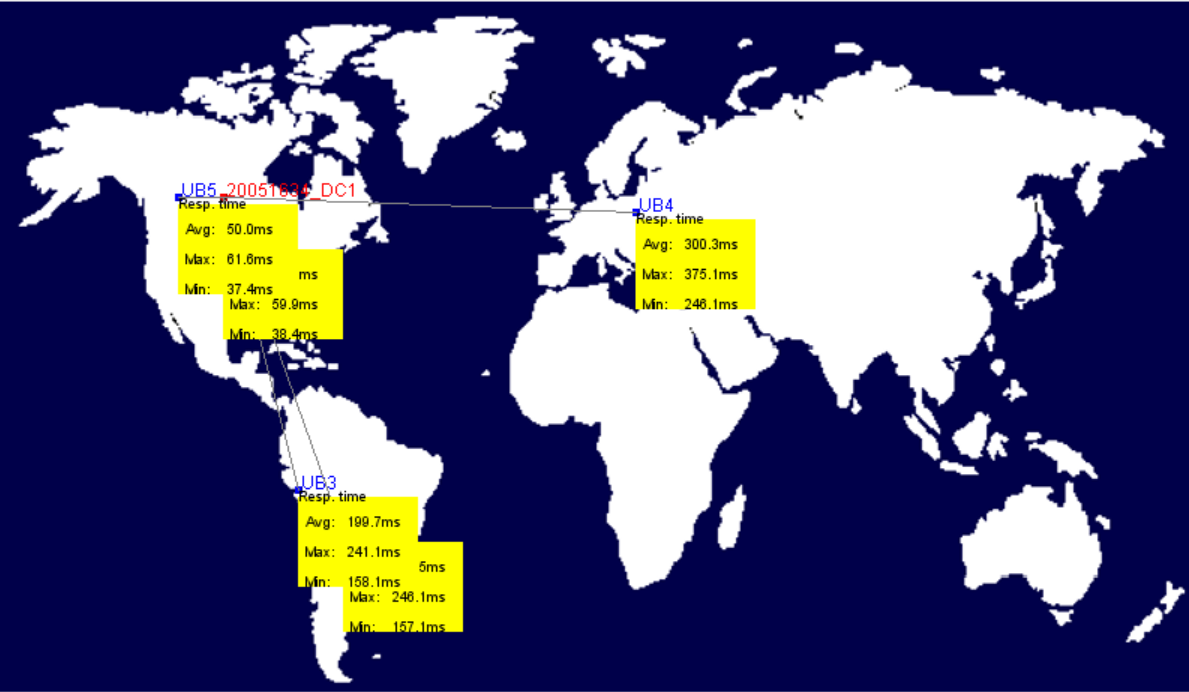 UB5 20051634_DC1
Resp. time
Avg: 50.0ms
Max: 61.6ms
Min: 37.4ms
ms
Max: 59.9ms
Min: 38.4ms
UB4
Resp. time
Avg: 300.3ms
Max: 375.1ms
Min: 246.1ms
UB3
Resp. time
Avg: 199.7ms
Max: 241.1ms
Min: 158.1ms
5ms
Max: 246.1ms
Min: 157.1ms